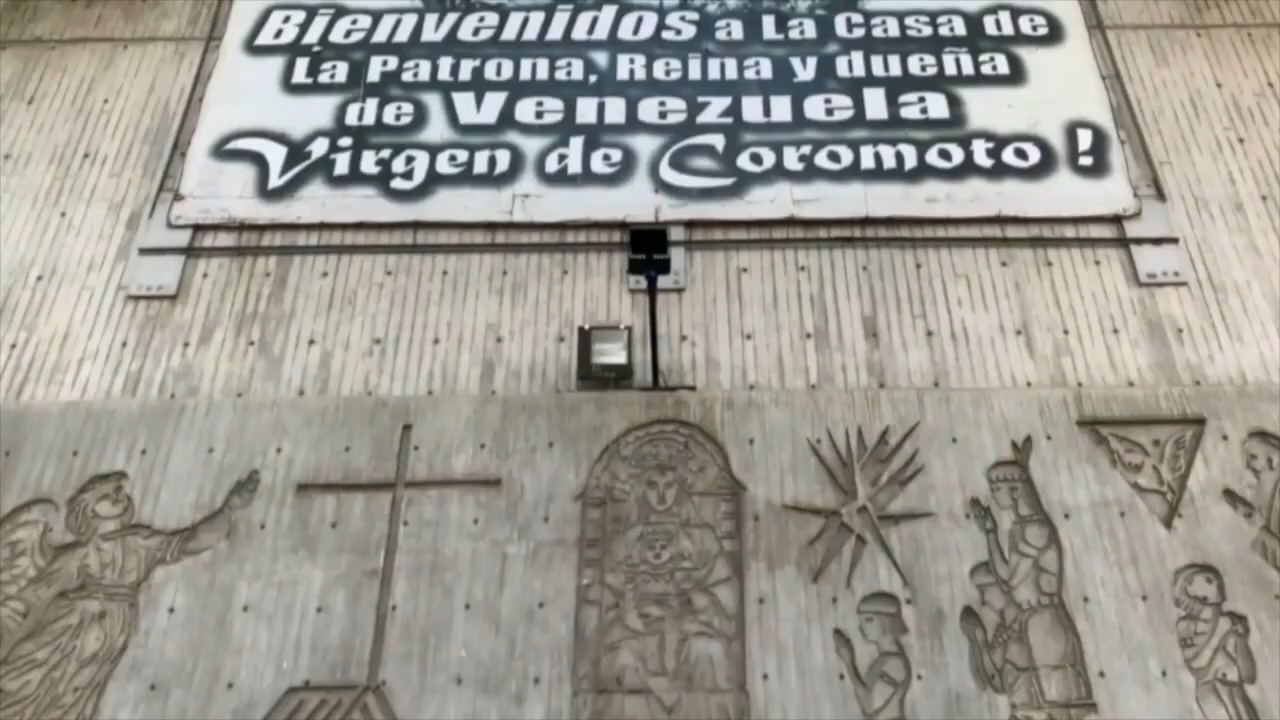 Bienvenidos a La Casa de
La Patrona, Reina y dueña
de Venezuela
Virgen de Coromoto !